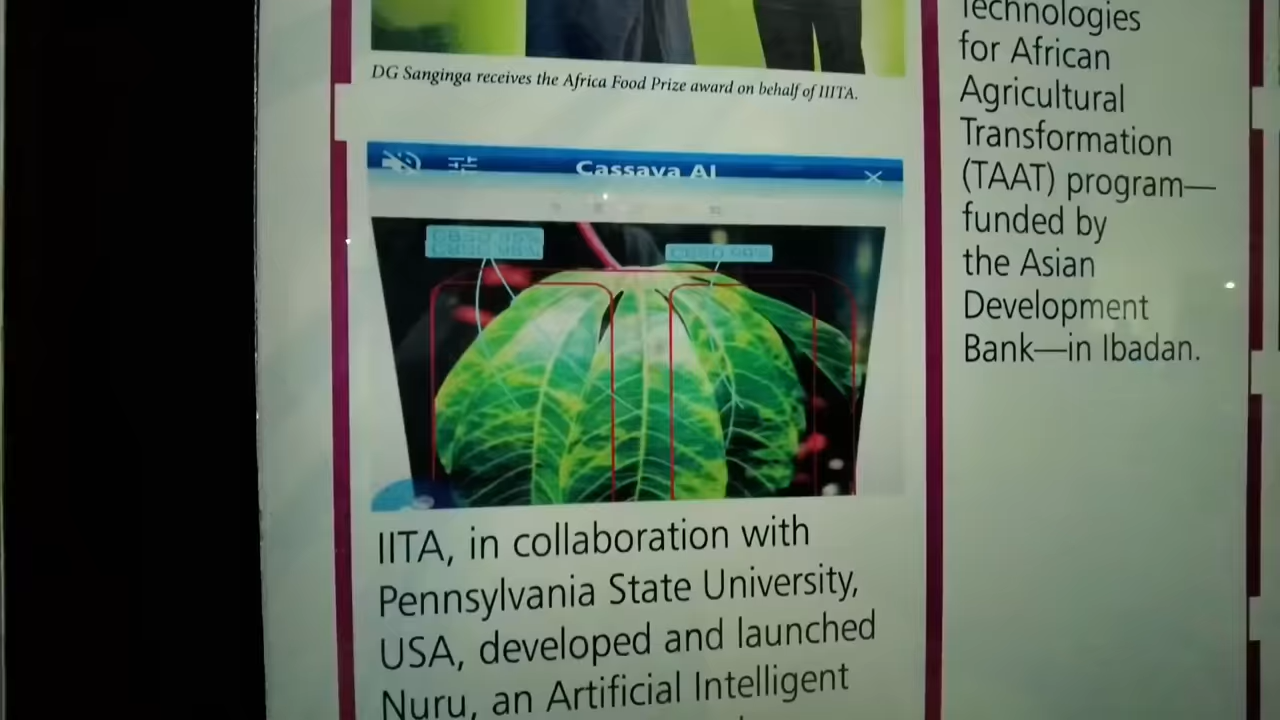 DG Sanginga receives the Africa Food Prize award on behalf of IITA.
Cassava AI
IITA, in collaboration with
Pennsylvania State University,
USA, developed and launched
Nuru, an Artificial Intelligent
Technologies
for African
Agricultural
Transformation
(TAAT) program—
funded by
the Asian
Development
Bank—in Ibadan.